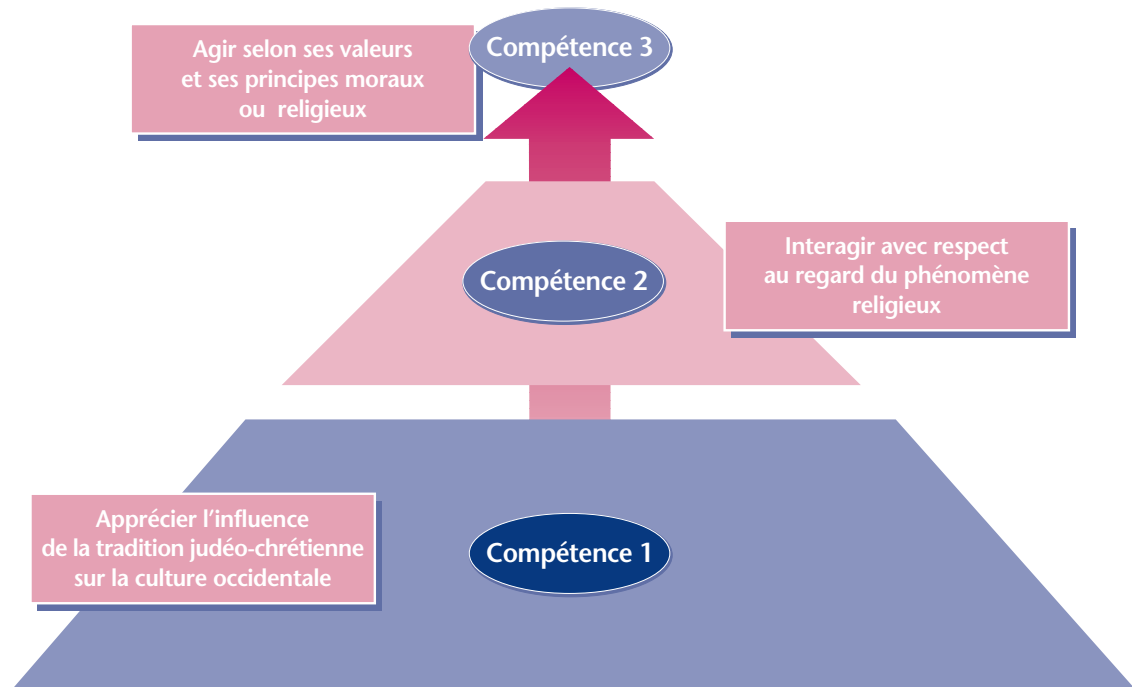 Agir selon ses valeurs
et ses principes moraux
ou religieux
Compétence 3
Compétence 2
Interagir avec respect
au regard du phénomène
religieux
Apprécier l'influence
de la tradition judéo-chrétienne
sur la culture occidentale
Compétence 1